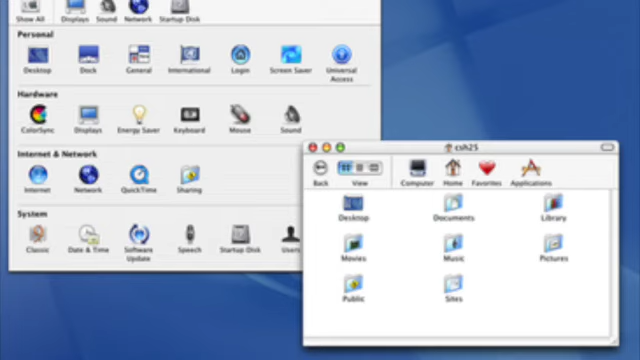 Show All Displays Sound Network Startup Disk
Personal
Desktop Dock General International Login Screen Saver Universal
Access
Hardware
ColorSync Displays Energy Saver Keyboard Mouse Sound
Internet & Network
Internet Network QuickTime Sharing
System
Classic Date & Time Software Speech Startup Disk Users
Update
csh25
Back View Computer Home Favorites Applications
Desktop Documents Library
Movies Music Pictures
Public Sites